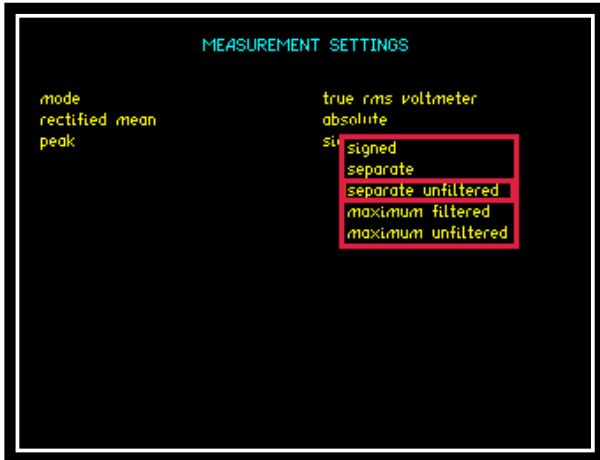 MEASUREMENT SETTINGS
mode true rms voltmeter
rectified mean absolute
peak
signed
separate
separate unfiltered
maximum filtered
maximum unfiltered